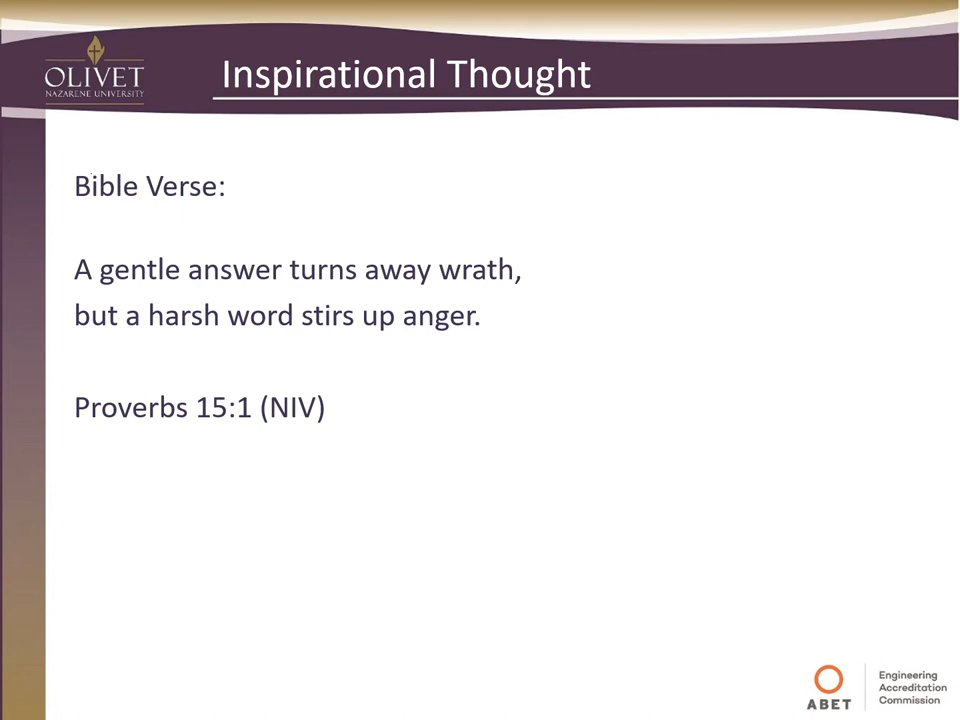 OLIVET
NAZARENE UNIVERSITY
Inspirational Thought
Bible Verse:
A gentle answer turns away wrath,
but a harsh word stirs up anger.
Proverbs 15:1 (NIV)
ABET
Engineering
Accreditation
Commission